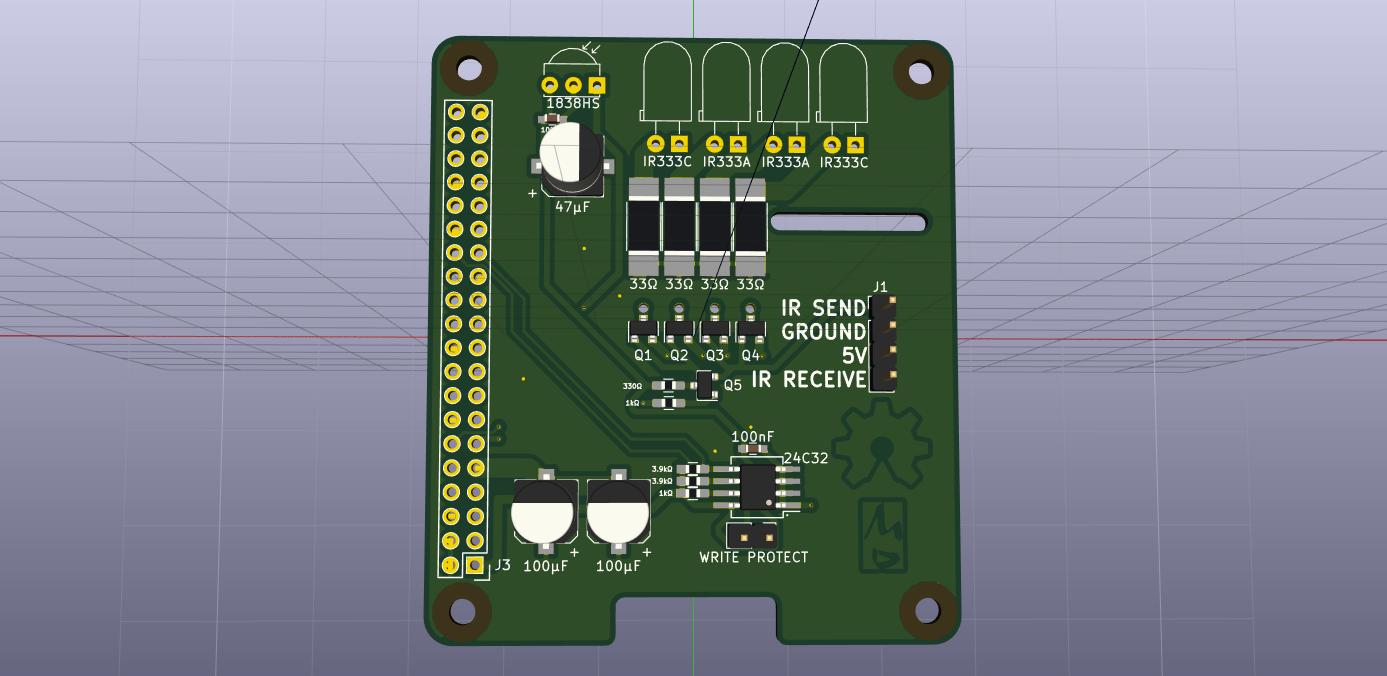 1838HS
IR333C IR333A IR333A IR333C
+
47µF
33Ω 33Ω 33Ω 33Ω
J1
IR SEND
GROUND
5V
IR RECEIVE
Q1 Q2 Q3 Q4
330Ω
Q5
1kΩ
100nF
24C32
3.9kΩ
3.9kΩ
1kΩ
WRITE PROTECT
+ +
J3 100µF 100µF